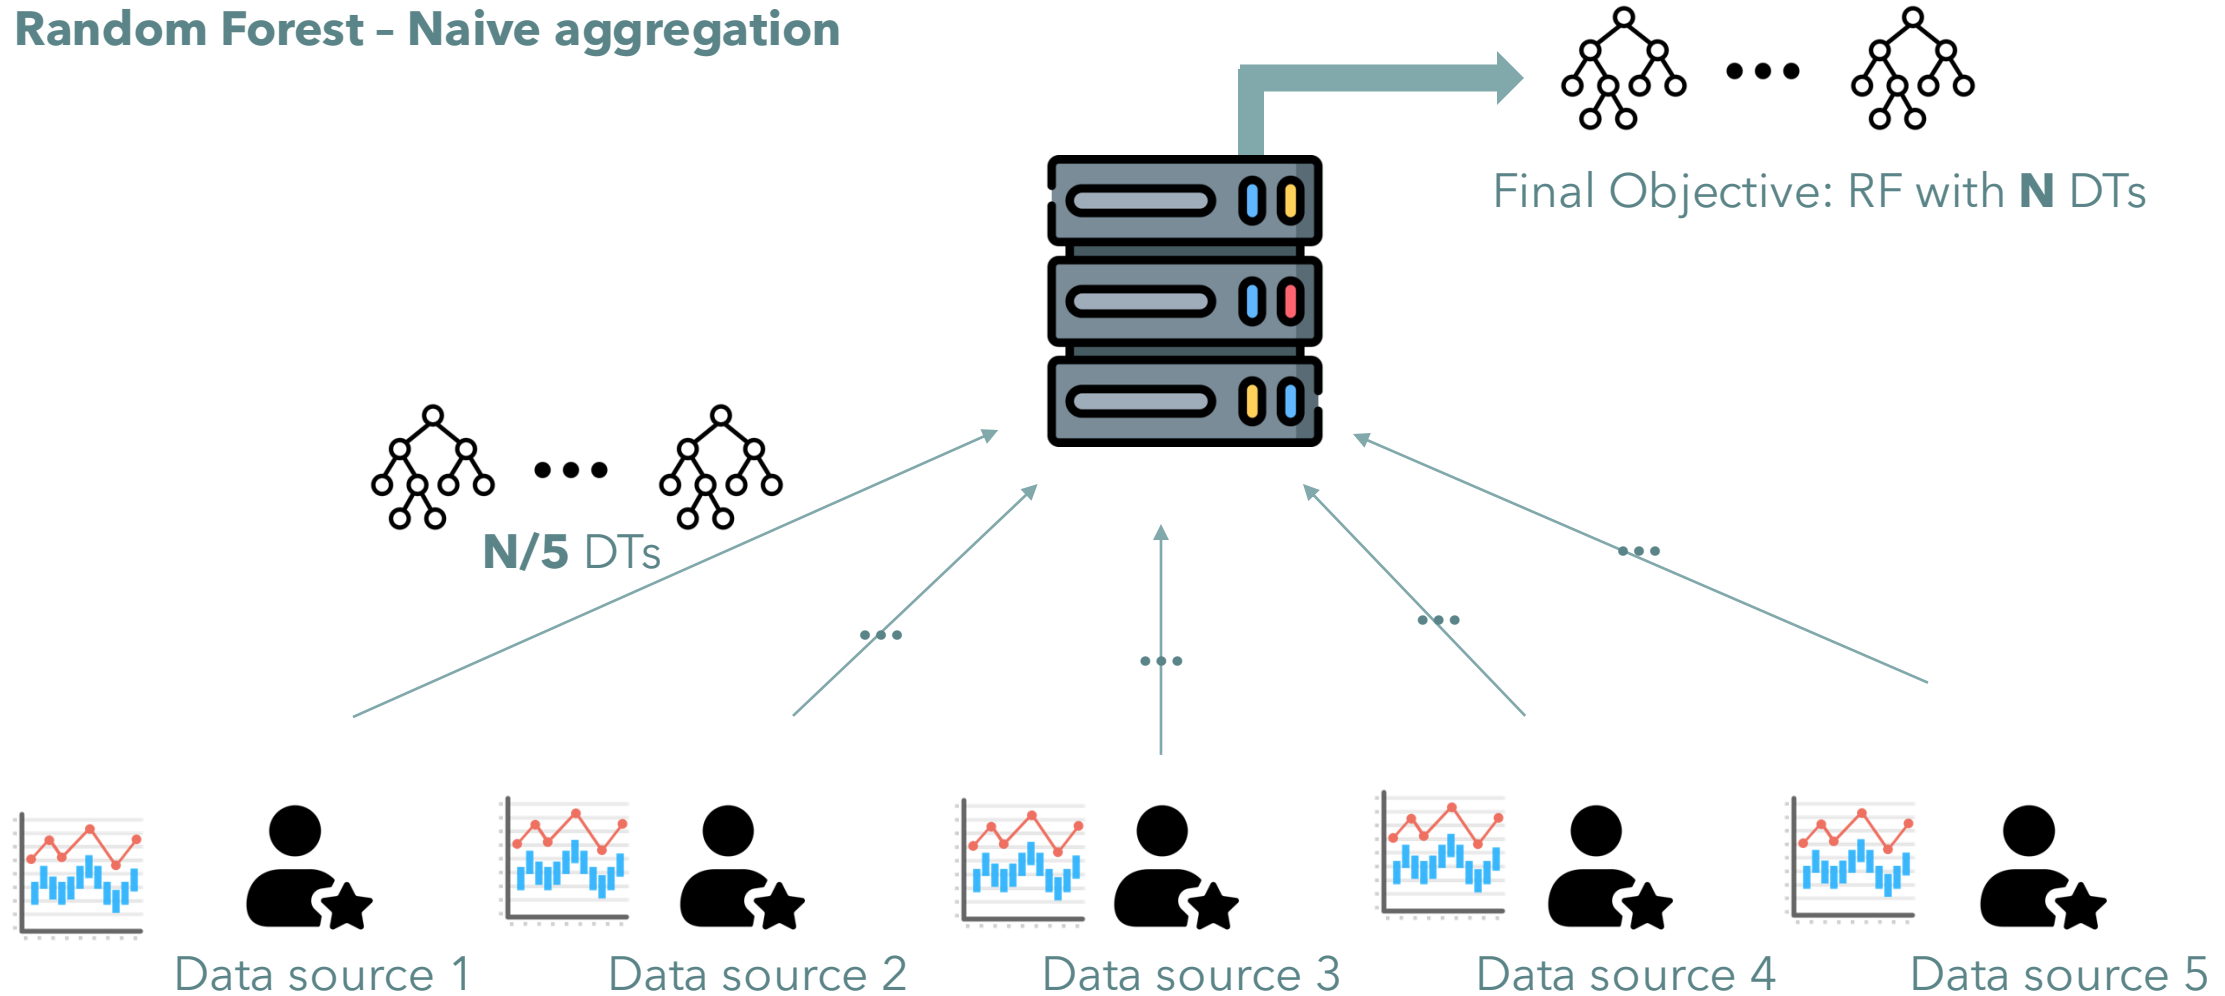 Random Forest – Naive aggregation
Final Objective: RF with N DTs
N/5 DTs
Data source 1
Data source 2
Data source 3
Data source 4
Data source 5